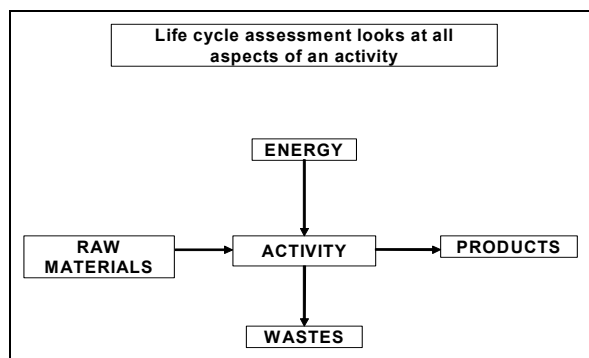 Life cycle assessment looks at all
aspects of an activity
ENERGY
RAW
MATERIALS
ACTIVITY
PRODUCTS
WASTES